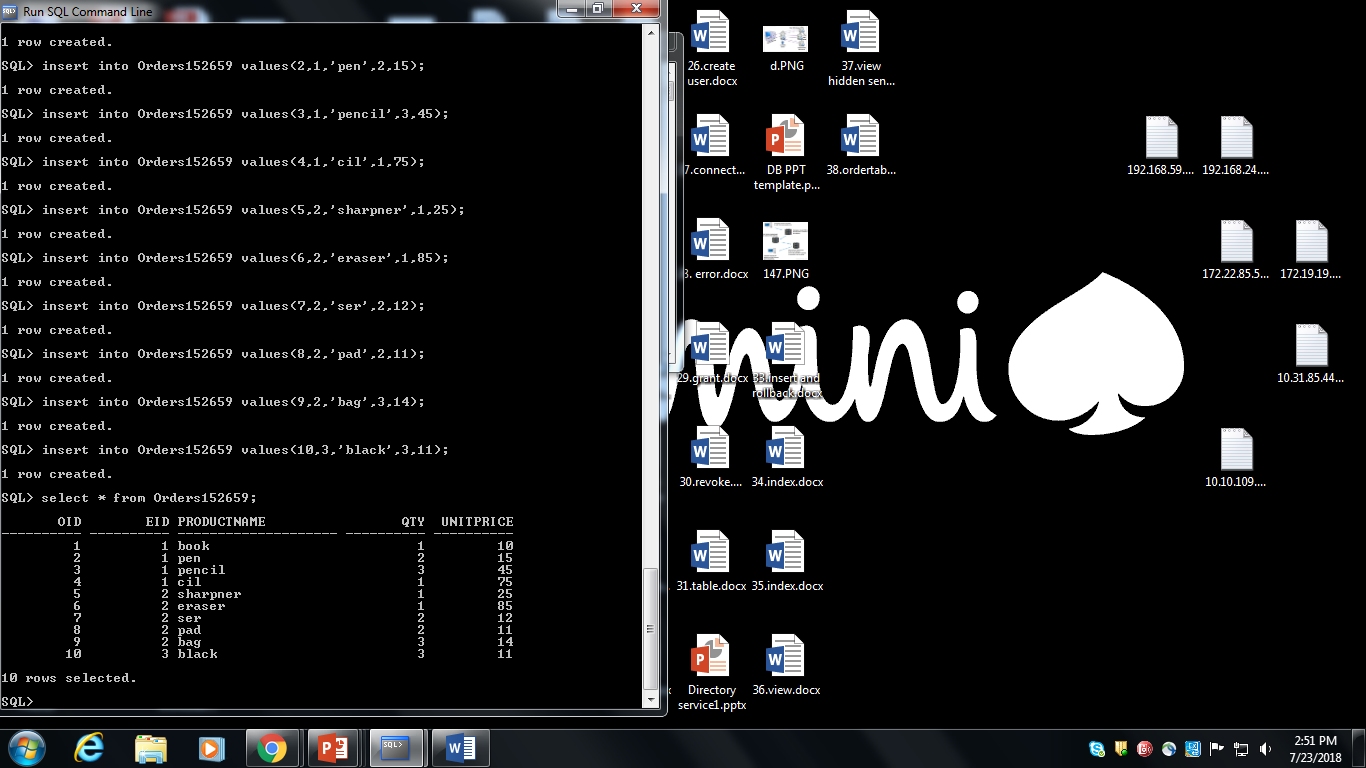 Run SQL Command Line
1 row created.
SQL> insert into Orders152659 values(2,1,'pen',2,15);
1 row created.
SQL> insert into Orders152659 values(3,1,'pencil',3,45);
1 row created.
SQL> insert into Orders152659 values(4,1,'cil',1,75);
1 row created.
SQL> insert into Orders152659 values(5,2,'sharpner',1,25);
1 row created.
SQL> insert into Orders152659 values(6,2,'eraser',1,85);
1 row created.
SQL> insert into Orders152659 values(7,2,'ser',2,12);
1 row created.
SQL> insert into Orders152659 values(8,2,'pad',2,11);
1 row created.
SQL> insert into Orders152659 values(9,2,'bag',3,14);
1 row created.
SQL> insert into Orders152659 values(10,3,'black',3,11);
1 row created.
SQL> select * from Orders152659;
OID EID PRODUCTNAME QTY UNITPRICE
---------- ---------- -------------------- ---------- ----------
1 1 book 1 10
2 1 pen 2 15
3 1 pencil 3 45
4 1 cil 1 75
5 2 sharpner 1 25
6 2 eraser 1 85
7 2 ser 2 12
8 2 pad 2 11
9 2 bag 3 14
10 3 black 3 11
10 rows selected.
SQL>
26.create
user.docx
d.PNG
37.view
hidden sen...
7.connect...
DB PPT
template.p...
38.ordertab...
192.168.59....
192.168.24....
3. error.docx
147.PNG
172.22.85.5...
172.19.19....
mini
29.grant.docx
33.insert and
rollback.docx
10.31.85.44...
30.revoke....
34.index.docx
10.10.109....
31.table.docx
35.index.docx
Directory
service1.pptx
36.view.docx
2:51 PM
7/23/2018